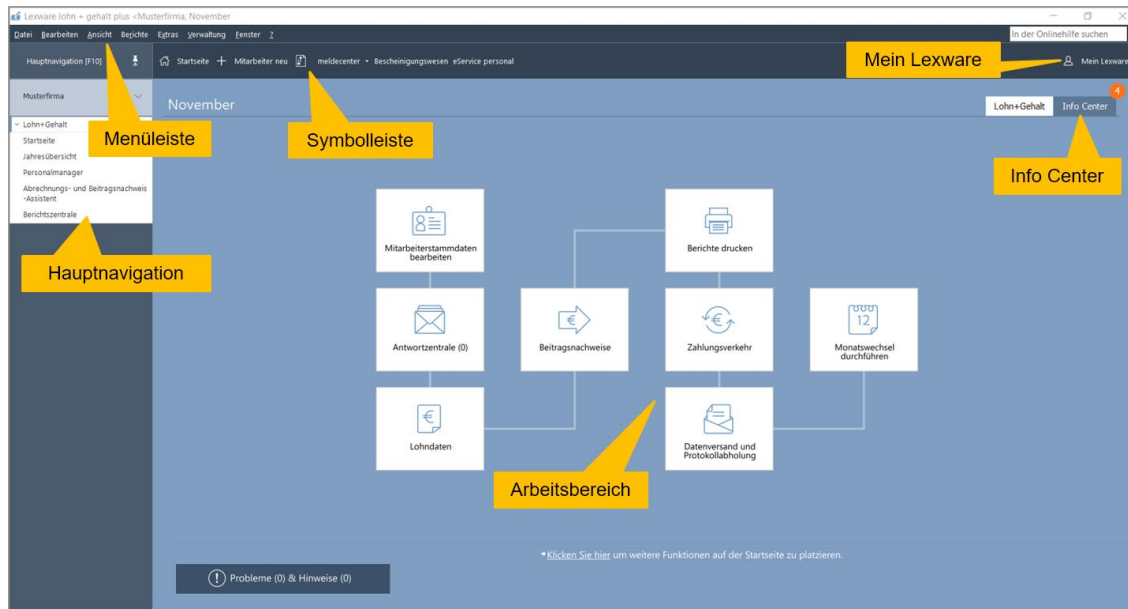 Lexware lohn + gehalt plus <Musterfirma, November
Datei Bearbeiten Ansicht Berichte Extras Verwaltung Fenster ?
In der Onlinehilfe suchen
Hauptnavigation [F10]
Startseite + Mitarbeiter neu meldecenter Bescheinigungswesen eService personal
Mein Lexware
Mein Lexware
Musterfirma
November
4
Lohn+Gehalt Info Center
Menüleiste
Symbolleiste
Info Center
Lohn+Gehalt
Startseite
Jahresübersicht
Personalmanager
Abrechnungs- und Beitragsnachweis
-Assistent
Berichtszentrale
Hauptnavigation
Mitarbeiterstammdaten
bearbeiten
Berichte drucken
Antwortzentrale (0)
Beitragsnachweise
Zahlungsverkehr
12
Monatswechsel
durchführen
Lohndaten
Datenversand und
Protokollabholung
Arbeitsbereich
Klicken Sie hier um weitere Funktionen auf der Startseite zu platzieren.
Probleme (0) & Hinweise (0)